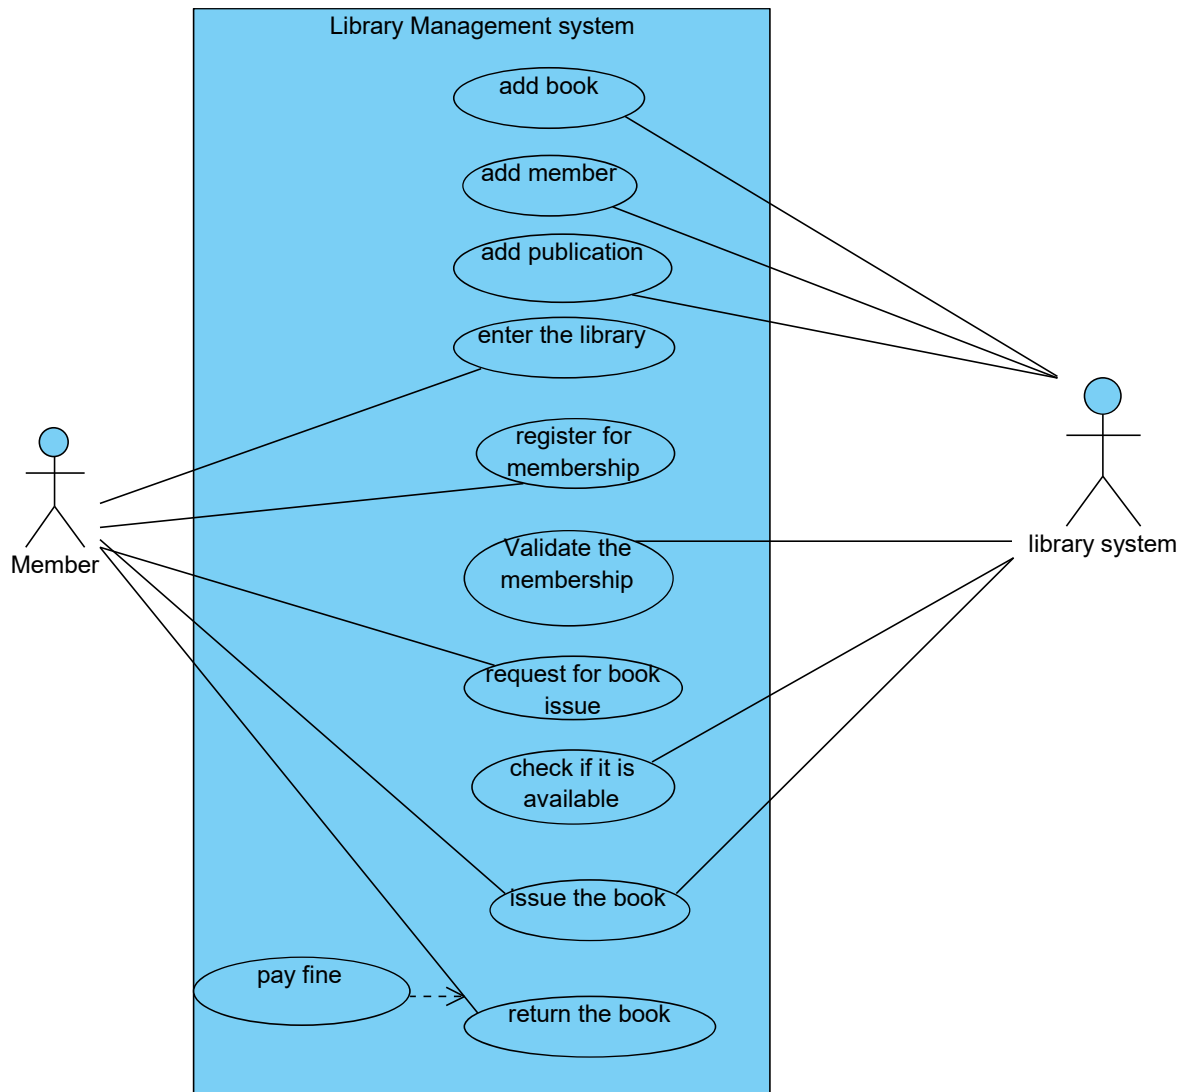 Library Management system
add book
add member
add publication
enter the library
register for
membership
Validate the
membership
library system
Member
request for book
issue
check if it is
available
issue the book
pay fine
return the book